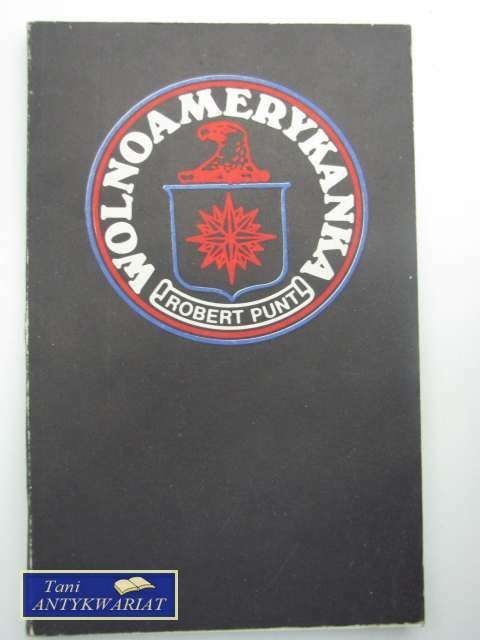 WOLNOAMERYKANKA
ROBERT PUNT
Tani
ANTYKWARIAT